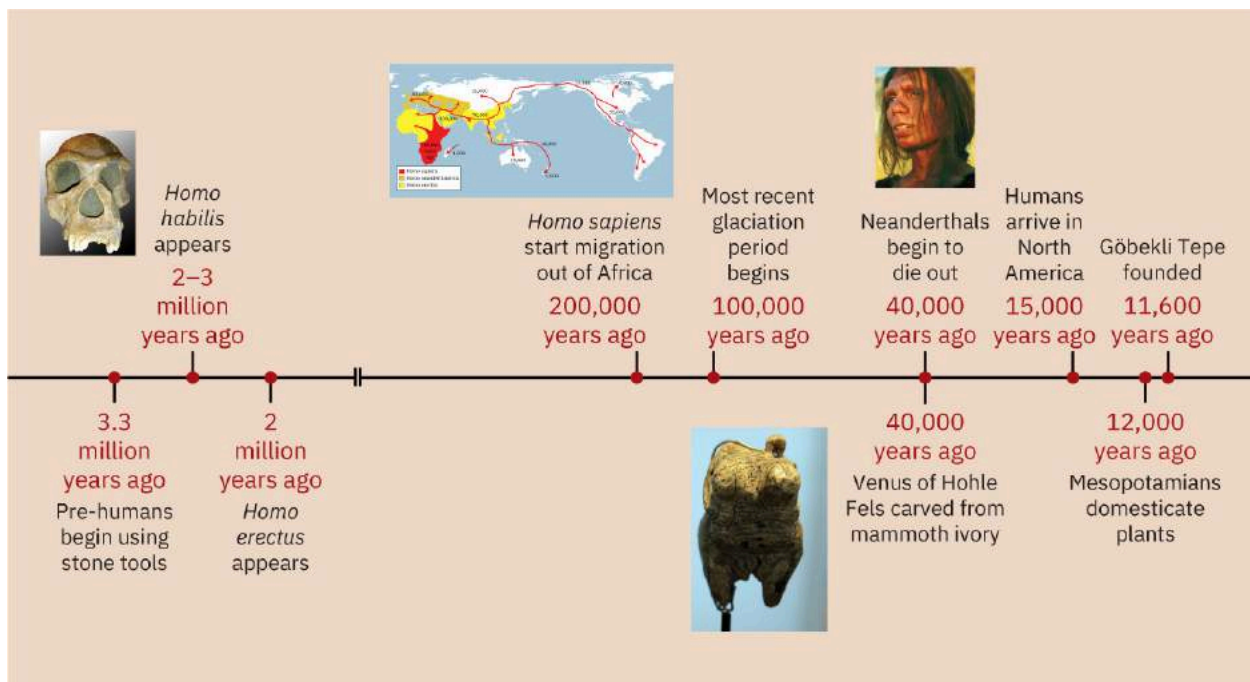 Homo
habilis
appears
2–3
million
years ago
Homo sapiens
start migration
out of Africa
200,000
years ago
Most recent
glaciation
period
begins
100,000
years ago
Neanderthals
begin to
die out
40,000
years ago
Humans
arrive in
North
America
15,000
years ago
Göbekli Tepe
founded
11,600
years ago
3.3
million
years ago
Pre-humans
begin using
stone tools
2
million
years ago
Homo
erectus
appears
40,000
years ago
Venus of Hohle
Fels carved from
mammoth ivory
12,000
years ago
Mesopotamians
domesticate
plants